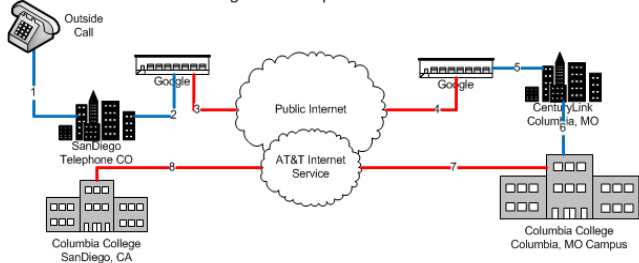 Outside
Call
Google
Google
1
2
3
4
5
Public Internet
SanDiego
Telephone CO
CenturyLink
Columbia, MO
6
AT&T Internet
Service
7
8
Columbia College
SanDiego, CA
Columbia College
Columbia, MO Campus